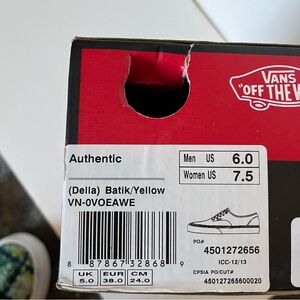 VANS
"OFF THE W
Authentic
Men US 6.0
Women US 7.5
(Della) Batik/Yellow
VN-0VOEAWE
PO#
4501272656
ICC-12/13
CPSIA PO/CUT#
450127265600020
8 87867 32868 9
UK EUR CM
5.0 38.0 24.0